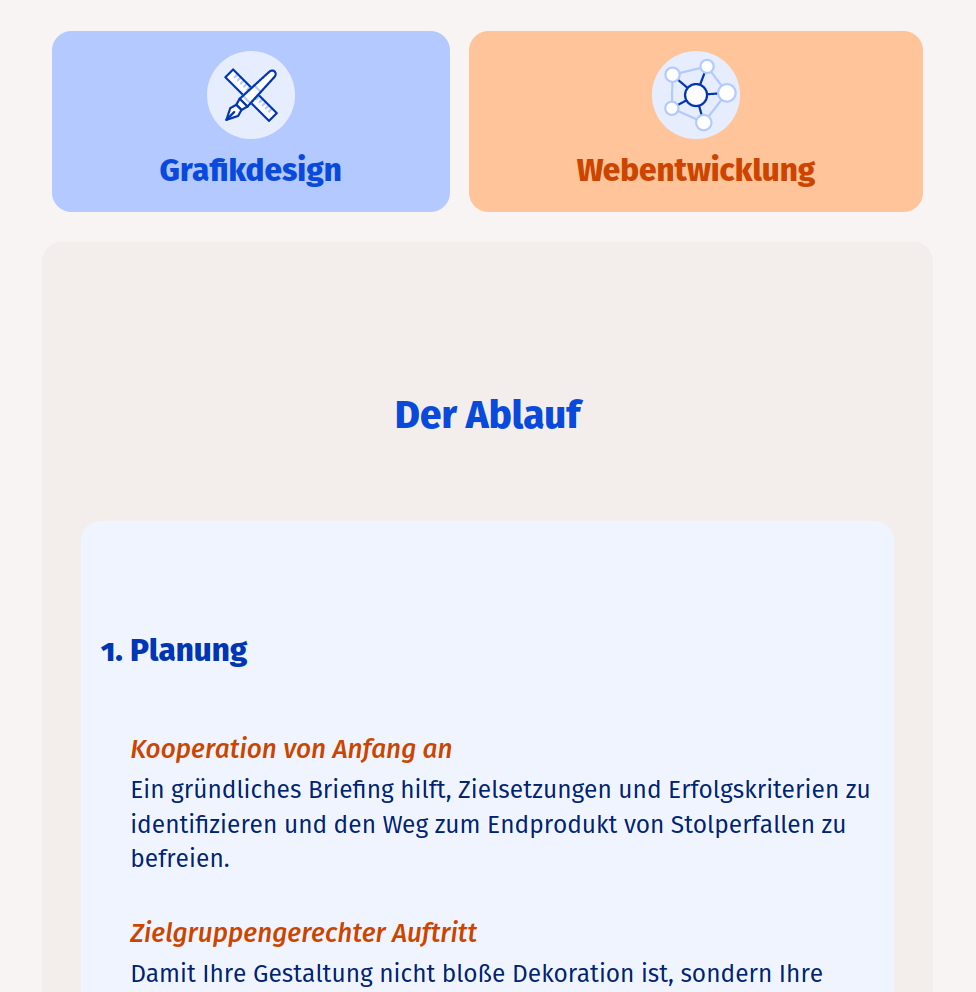 Grafikdesign
Webentwicklung
Der Ablauf
1. Planung
Kooperation von Anfang an
Ein gründliches Briefing hilft, Zielsetzungen und Erfolgskriterien zu
identifizieren und den Weg zum Endprodukt von Stolperfallen zu
befreien.
Zielgruppengerechter Auftritt
Damit Ihre Gestaltung nicht bloße Dekoration ist, sondern Ihre